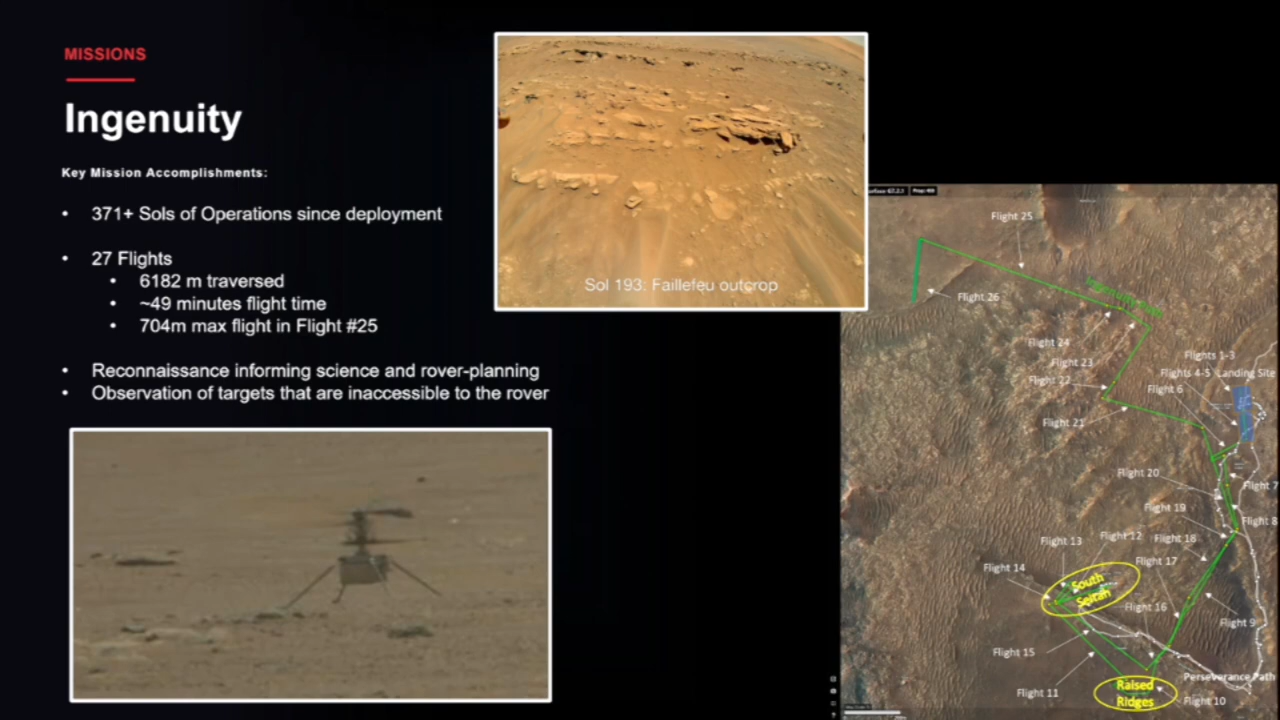 MISSIONS
Ingenuity
Key Mission Accomplishments:
• 371+ Sols of Operations since deployment
• 27 Flights
• 6182 m traversed
• ~49 minutes flight time
• 704m max flight in Flight #25
• Reconnaissance informing science and rover-planning
• Observation of targets that are inaccessible to the rover
Sol 193: Faillefeu outcrop
Flight 25
Flight 26
Flight 24
Flight 23
Flight 22
Flight 21
Flights 1-3
Flights 4-5
Landing Site
Flight 6
Flight 20
Flight 7
Flight 19
Flight 8
Flight 13
Flight 12
Flight 18
Flight 14
Flight 17
South
Seitah
Flight 16
Flight 9
Flight 15
Flight 11
Perseverance Path
Raised
Ridges
Flight 10